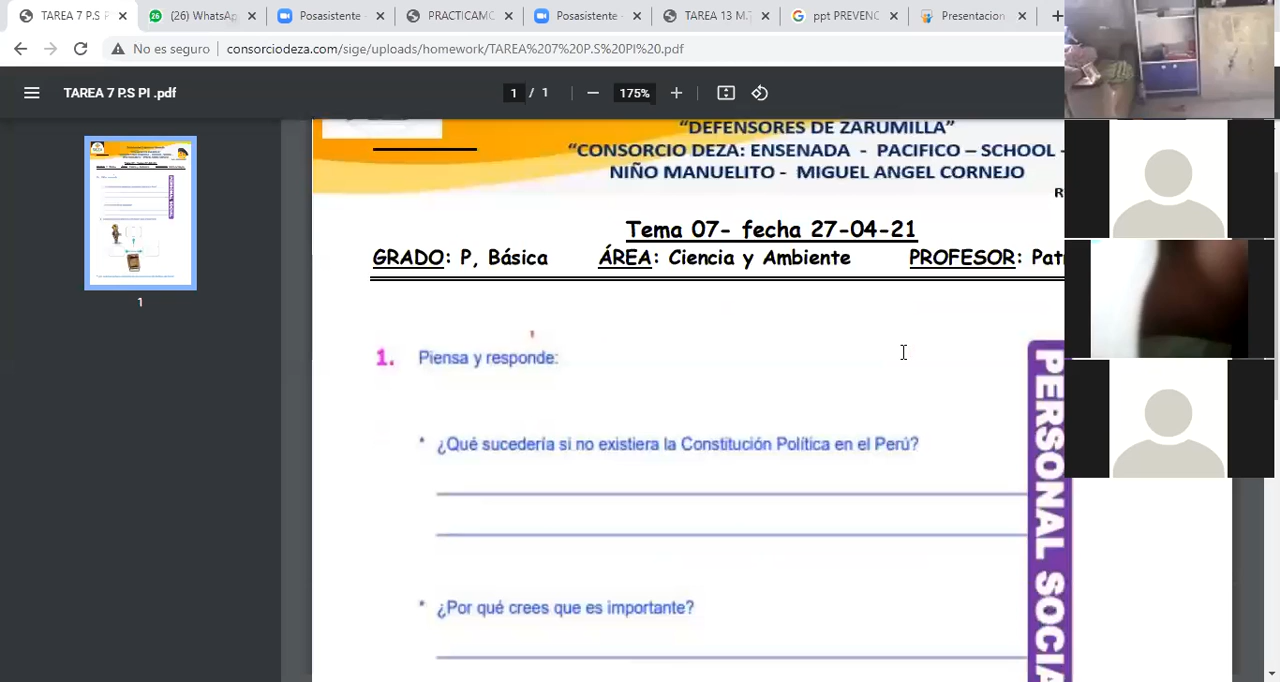 TAREA 7 P.S
(26) WhatsAp
Posasistente -
PRACTICAMO
Posasistente -
TAREA 13 M.T
ppt PREVENC
Presentacion
No es seguro
consorciodeza.com/sige/uploads/homework/TAREA%207%20P.S%20PI%20.pdf
TAREA 7 P.S PI .pdf
1 / 1
175%
1
"DEFENSORES DE ZARUMILLA"
"CONSORCIO DEZA: ENSENADA - PACIFICO – SCHOOL -
NIÑO MANUELITO - MIGUEL ANGEL CORNEJO
R
Tema 07- fecha 27-04-21
GRADO: P, Básica ÁREA: Ciencia y Ambiente PROFESOR: Pat
1. Piensa y responde:
* ¿Qué sucedería si no existiera la Constitución Política en el Perú?
* ¿Por qué crees que es importante?
PERSONAL SOCIA